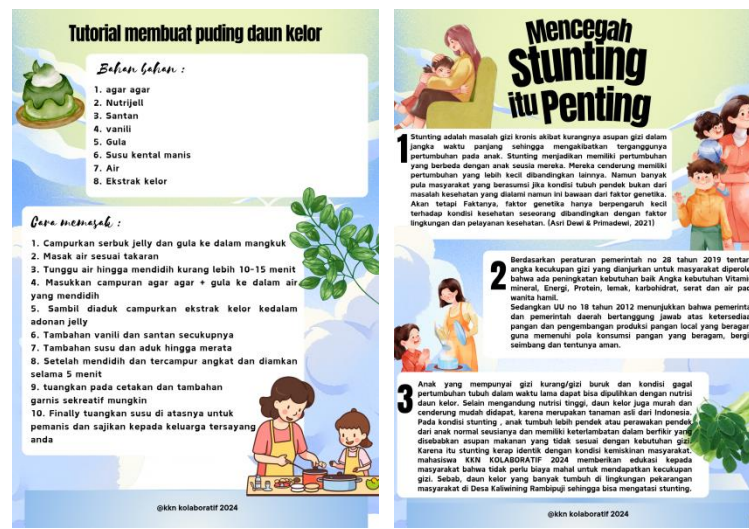 Tutorial membuat puding daun kelor
Bahan bahan :
1. agar agar
2. Nutrijell
3. Santan
4. vanili
5. Gula
6. Susu kental manis
7. Air
8. Ekstrak kelor
Cara memasak :
1. Campurkan serbuk jelly dan gula ke dalam mangkuk
2. Masak air sesuai takaran
3. Tunggu air hingga mendidih kurang lebih 10-15 menit
4. Masukkan campuran agar agar + gula ke dalam air
yang mendidih
5. Sambil diaduk campurkan ekstrak kelor kedalam
adonan jelly
6. Tambahan vanili dan santan secukupnya
7. Tambahan susu dan aduk hingga merata
8. Setelah mendidih dan tercampur angkat dan diamkan
selama 5 menit
9. tuangkan pada cetakan dan tambahan
garnis sekreatif mungkin
10. Finally tuangkan susu di atasnya untuk
pemanis dan sajikan kepada keluarga tersayang
anda
@kkn kolaboratif 2024
Mencegah
Stunting
itu Penting
1
Stunting adalah masalah gizi kronis akibat kurangnya asupan gizi dalam
jangka waktu panjang sehingga mengakibatkan terganggunya
pertumbuhan pada anak. Stunting menjadikan memiliki pertumbuhan
yang berbeda dengan anak seusia mereka. Mereka cenderung memiliki
pertumbuhan yang lebih kecil dibandingkan lainnya. Namun banyak
pula masyarakat yang berasumsi jika kondisi tubuh pendek bukan dari
masalah kesehatan yang dialami namun ini bawaan dari faktor genetika.
Akan tetapi Faktanya, faktor genetika hanya berpengaruh kecil
terhadap kondisi kesehatan seseorang dibandingkan dengan faktor
lingkungan dan pelayanan kesehatan. (Asri Dewi & Primadewi, 2021)
2
Berdasarkan peraturan pemerintah no 28 tahun 2019 tentan
angka kecukupan gizi yang dianjurkan untuk masyarakat diperole
bahwa ada peningkatan kebutuhan baik Angka kebutuhan Vitami
mineral, Energi, Protein, lemak, karbohidrat, serat dan air pad
wanita hamil.
Sedangkan UU no 18 tahun 2012 menunjukkan bahwa pemerinta
dan pemerintah daerah bertanggung jawab atas ketersediaa
pangan dan pengembangan produksi pangan local yang beragam
guna memenuhi pola konsumsi pangan yang beragam, bergi
seimbang dan tentunya aman.
3
Anak yang mempunyai gizi kurang/gizi buruk dan kondisi gagal
pertumbuhan tubuh dalam waktu lama dapat bisa dipulihkan dengan nutrisi
daun kelor. Selain mengandung nutrisi tinggi, daun kelor juga murah dan
cenderung mudah didapat, karena merupakan tanaman asli dari Indonesia.
Pada kondisi stunting , anak tumbuh lebih pendek atau perawakan pendek
dari anak normal seusianya dan memiliki keterlambatan dalam berfikir yang
disebabkan asupan makanan yang tidak sesuai dengan kebutuhan gizi.
Karena itu stunting kerap identik dengan kondisi kemiskinan masyarakat.
mahasiswa KKN KOLABORATIF 2024 memberikan edukasi kepada
masyarakat bahwa tidak perlu biaya mahal untuk mendapatkan kecukupan
gizi. Sebab, daun kelor yang banyak tumbuh di lingkungan pekarangan
masyarakat di Desa Kaliwining Rambipuji sehingga bisa mengatasi stunting.
@kkn kolaboratif 2024